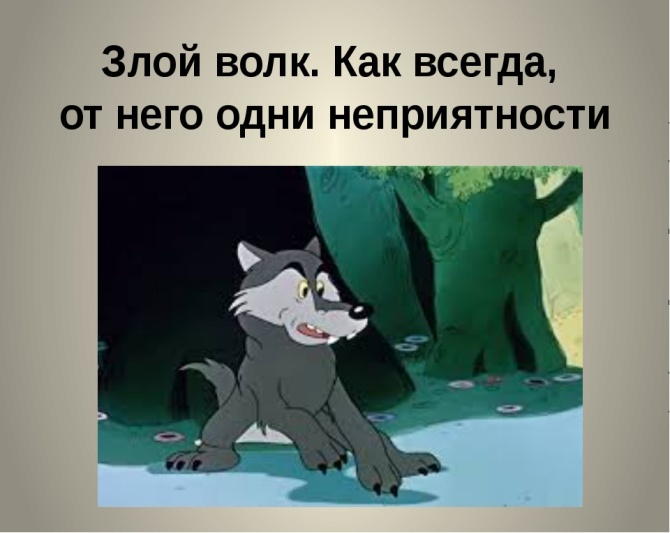 Злой волк. Как всегда,
от него одни неприятности